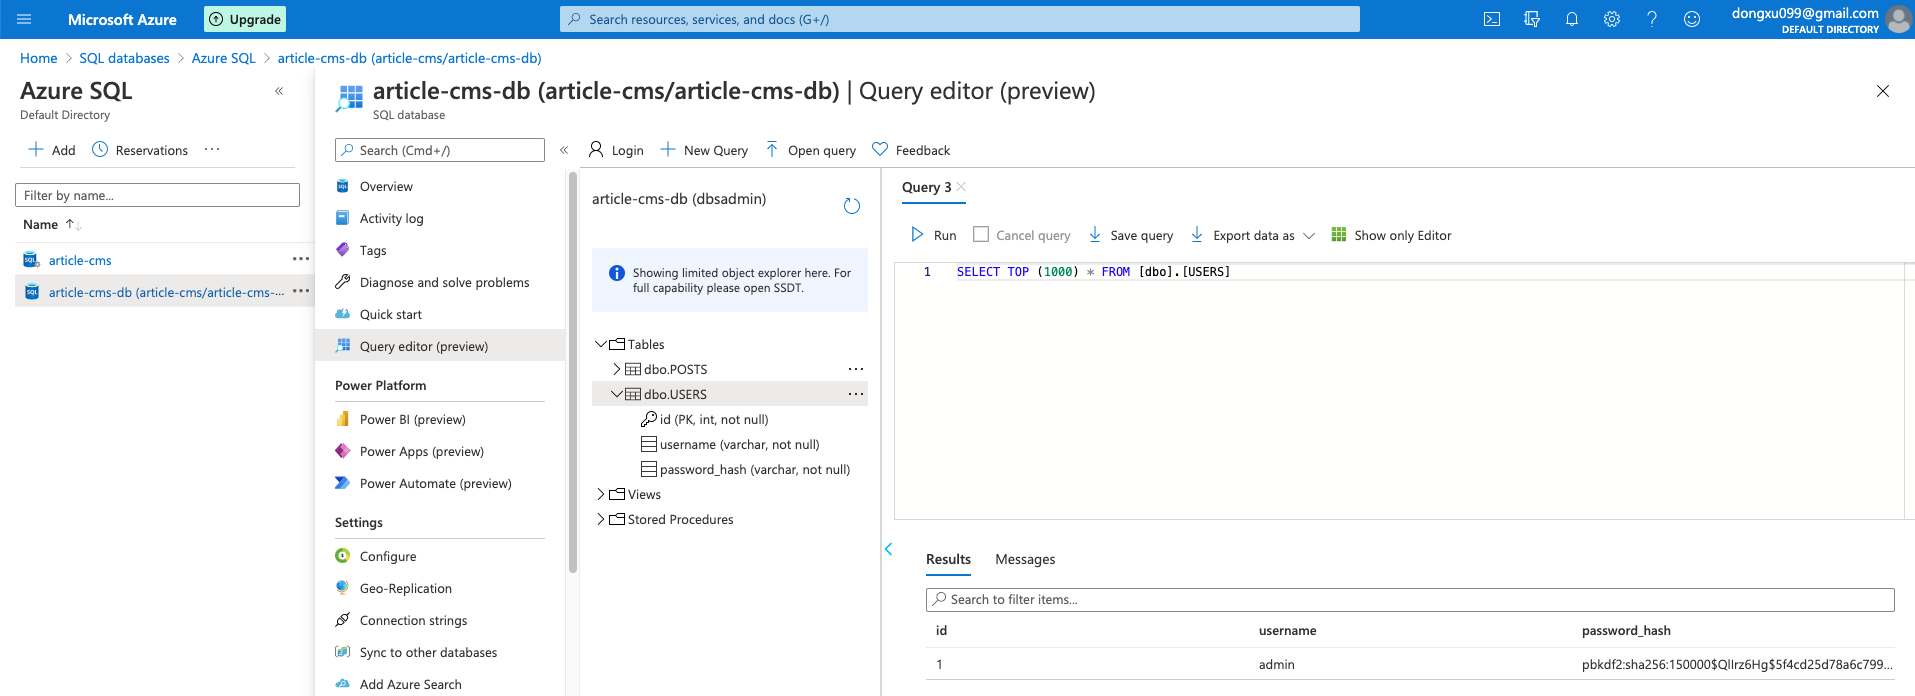 Microsoft Azure
Upgrade
Search resources, services, and docs (G+/)
dongxu099@gmail.com
DEFAULT DIRECTORY
Home > SQL databases > Azure SQL > article-cms-db (article-cms/article-cms-db)
Azure SQL
Default Directory
Add Reservations ...
Filter by name...
Name
article-cms ...
article-cms-db (article-cms/article-cms-... ...
article-cms-db (article-cms/article-cms-db) | Query editor (preview)
SQL database
Search (Cmd+/)
Overview
Activity log
Tags
Diagnose and solve problems
Quick start
Query editor (preview)
Power Platform
Power BI (preview)
Power Apps (preview)
Power Automate (preview)
Settings
Configure
Geo-Replication
Connection strings
Sync to other databases
Add Azure Search
Login New Query Open query Feedback
article-cms-db (dbsadmin)
Showing limited object explorer here. For
full capability please open SSDT.
Tables
dbo.POSTS ...
dbo.USERS ...
id (PK, int, not null)
username (varchar, not null)
password_hash (varchar, not null)
Views
Stored Procedures
Query 3
Run Cancel query Save query Export data as Show only Editor
1 SELECT TOP (1000) * FROM [dbo].[USERS]
Results Messages
Search to filter items...
id username password_hash
1 admin pbkdf2:sha256:150000$QIIrz6Hg$5f4cd25d78a6c799...